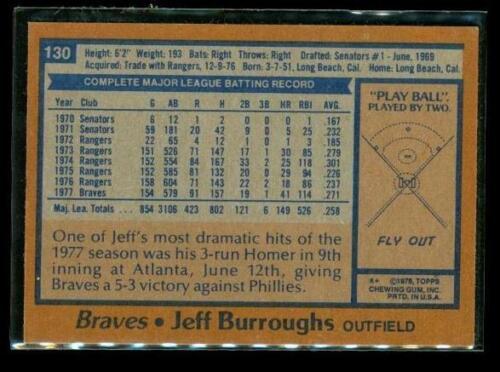 130
Height: 6'2" Weight: 193 Bats: Right Throws: Right Drafted: Senators #1 - June, 1969
Acquired: Trade with Rangers, 12-9-76 Born: 3-7-51, Long Beach, Cal. Home: Long Beach, Cal.
COMPLETE MAJOR LEAGUE BATTING RECORD
Year Club G AB R H 2B 3B HR RBI AVG.
1970 Senators 6 12 1 2 0 0 0 1 .167
1971 Senators 59 181 20 42 9 0 5 25 .232
1972 Rangers 22 65 4 12 1 0 1 3 .185
1973 Rangers 151 526 71 147 17 1 30 85 .279
1974 Rangers 152 554 84 167 33 2 25 118 .301
1975 Rangers 152 585 81 132 20 0 29 94 .226
1976 Rangers 158 604 71 143 22 2 18 86 .237
1977 Braves 154 579 91 157 19 1 41 114 .271
Maj. Lea. Totals ... 854 3106 423 802 121 6 149 526 .258
One of Jeff's most dramatic hits of the
1977 season was his 3-run Homer in 9th
inning at Atlanta, June 12th, giving
Braves a 5-3 victory against Phillies.
"PLAY BALL"
PLAYED BY TWO.
FLY OUT
©1978, TOPPS
CHEWING GUM, INC.
PRTD. IN U.S.A.
Braves • Jeff Burroughs OUTFIELD